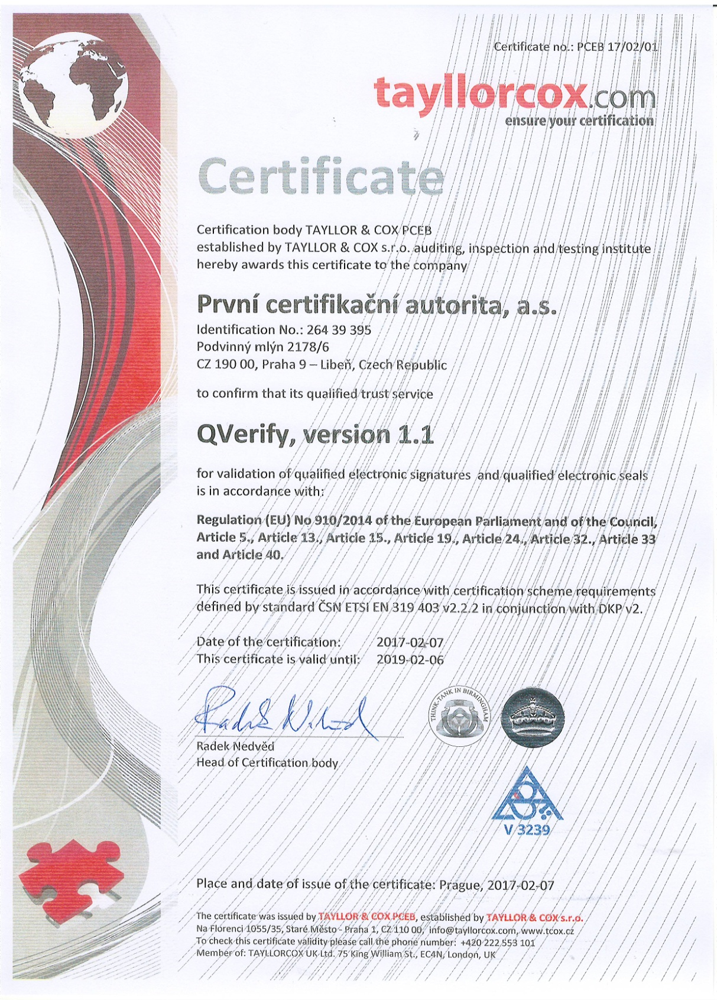 Certificate no.: PCEB 17/02/01
tayllorcox.com
ensure your certification
Certificate
Certification body TAYLLOR & COX PCEB
established by TAYLLOR & COX s.r.o. auditing, inspection and testing institute
hereby awards this certificate to the company
První certifikační autorita, a.s.
Identification No.: 264 39 395
Podvinný mlýn 2178/6
CZ 190 00, Praha 9 – Libeň, Czech Republic
to confirm that its qualified trust service
QVerify, version 1.1
for validation of qualified electronic signatures and qualified electronic seals
is in accordance with:
Regulation (EU) No 910/2014 of the European Parliament and of the Council,
Article 5., Article 13., Article 15., Article 19., Article 24., Article 32., Article 33
and Article 40.
This certificate is issued in accordance with certification scheme requirements
defined by standard ČSN ETSI EN 319 403 v2.2.2 in conjunction with DKP v2.
Date of the certification: 2017-02-07
This certificate is valid until: 2019-02-06
THINK-TANK IN BIRMINGHAM
Radek Nedvěd
Radek Nedvěd
Head of Certification body
V 3239
Place and date of issue of the certificate: Prague, 2017-02-07
The certificate was issued by TAYLLOR & COX PCEB, established by TAYLLOR & COX s.r.o.
Na Florenci 1055/35, Staré Město - Praha 1, CZ 110 00, info@tayllorcox.com, www.tcox.cz
To check this certificate validity please call the phone number: +420 222 553 101
Member of: TAYLLORCOX UK Ltd. 75 King William St., EC4N, London, UK